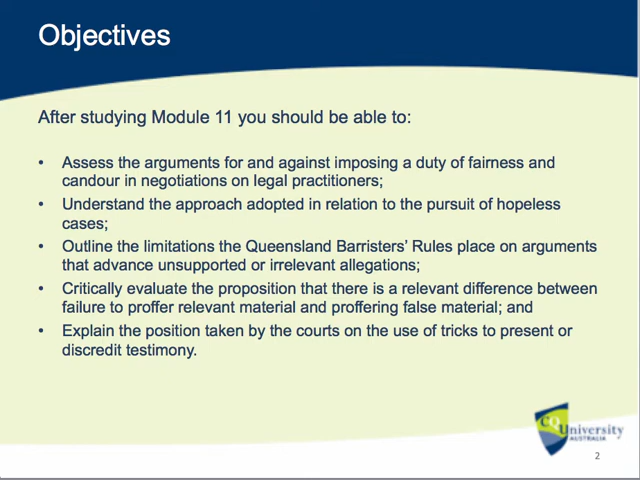 Objectives
After studying Module 11 you should be able to:
• Assess the arguments for and against imposing a duty of fairness and
candour in negotiations on legal practitioners;
• Understand the approach adopted in relation to the pursuit of hopeless
cases;
• Outline the limitations the Queensland Barristers' Rules place on arguments
that advance unsupported or irrelevant allegations;
• Critically evaluate the proposition that there is a relevant difference between
failure to proffer relevant material and proffering false material; and
• Explain the position taken by the courts on the use of tricks to present or
discredit testimony.
CQUniversity
AUSTRALIA
2